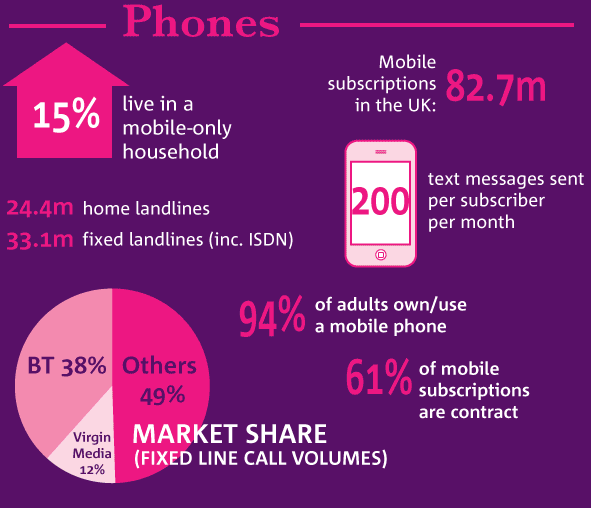 Phones
15%
live in a
mobile-only
household
Mobile
subscriptions
in the UK:
82.7m
200
text messages sent
per subscriber
per month
24.4m home landlines
33.1m fixed landlines (inc. ISDN)
94%
of adults own/use
a mobile phone
61%
of mobile
subscriptions
are contract
BT 38%
Others
49%
Virgin
Media
12%
MARKET SHARE
(FIXED LINE CALL VOLUMES)